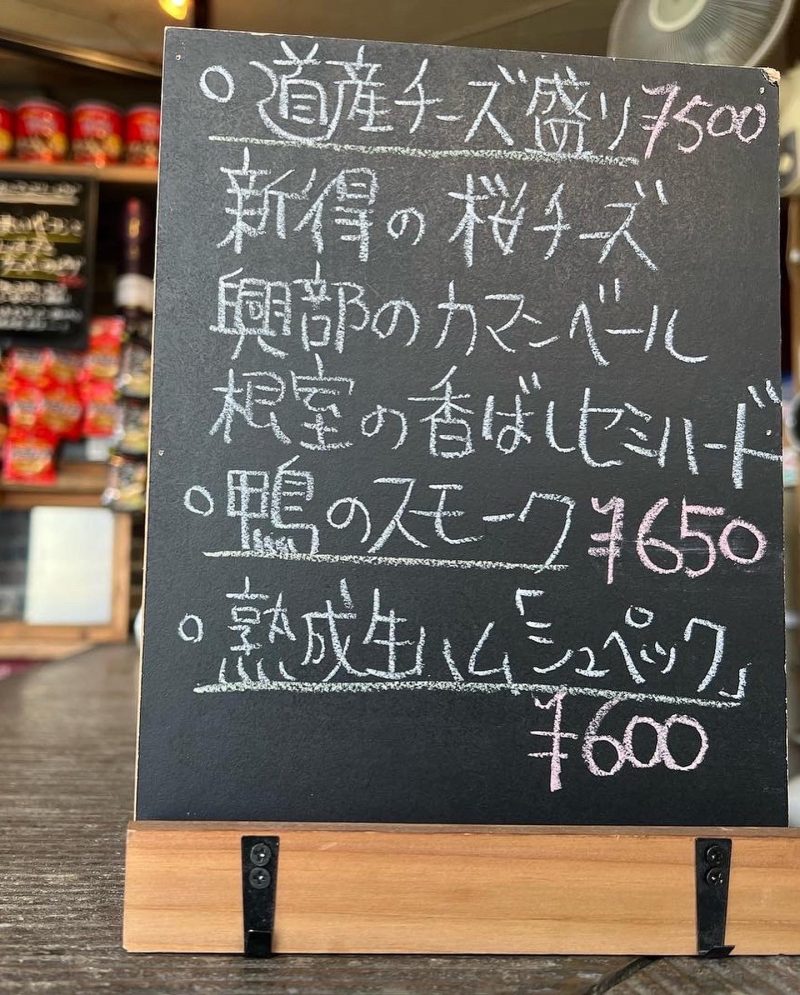 ○道産チーズ盛り ¥500
新得の桜チーズ
興部のカマンベール
根室の香ばしセミハード
○鴨のスモーク ¥650
○熟成生ハム「シュペック」
¥600